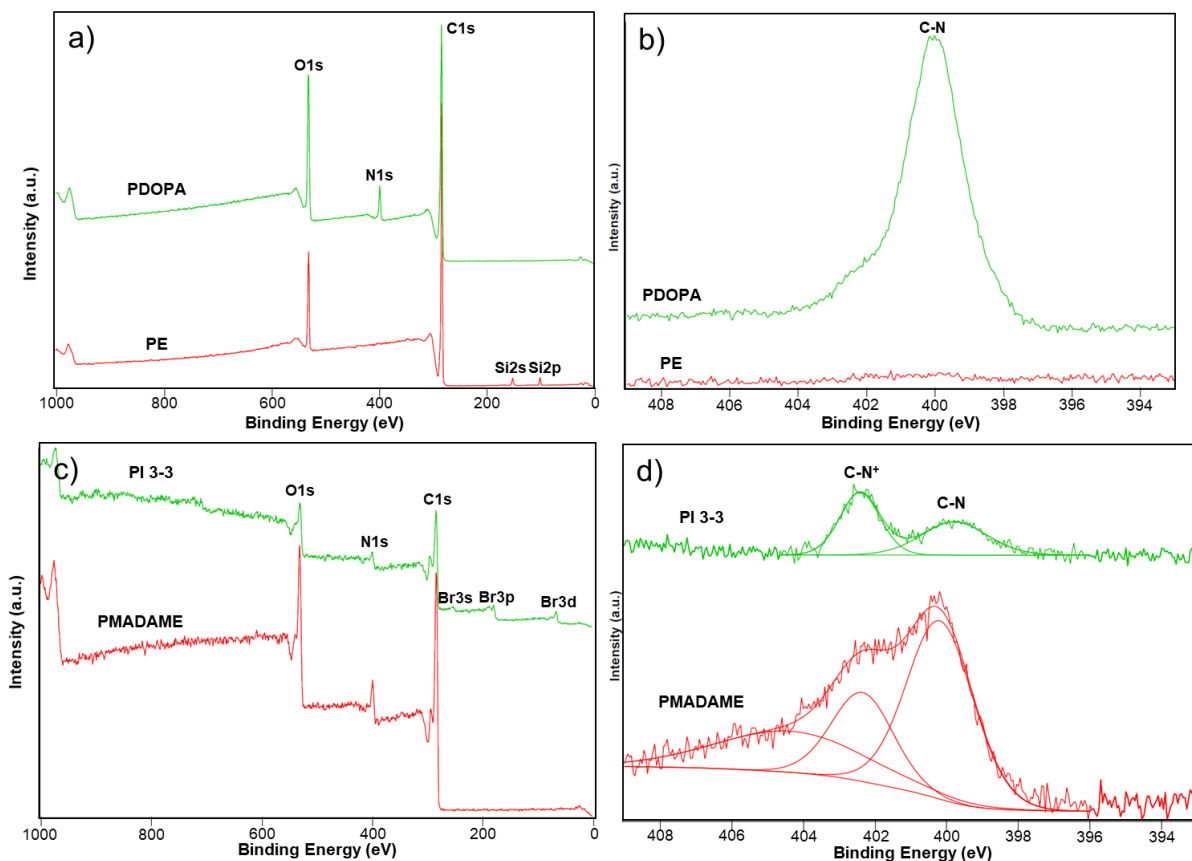 a)
C1s
O1s
N1s
PDOPA
PE
Si2s Si2p
Intensity (a.u.)
1000 800 600 400 200 0
Binding Energy (eV)
b)
C-N
PDOPA
PE
Intensity (a.u.)
408 406 404 402 400 398 396 394
Binding Energy (eV)
c)
PI 3-3
O1s
C1s
N1s
Br3s Br3p Br3d
PMADAME
Intensity (a.u.)
1000 800 600 400 200 0
Binding Energy (eV)
d)
C-N⁺
C-N
PI 3-3
PMADAME
Intensity (a.u.)
408 406 404 402 400 398 396 394
Binding Energy (eV)